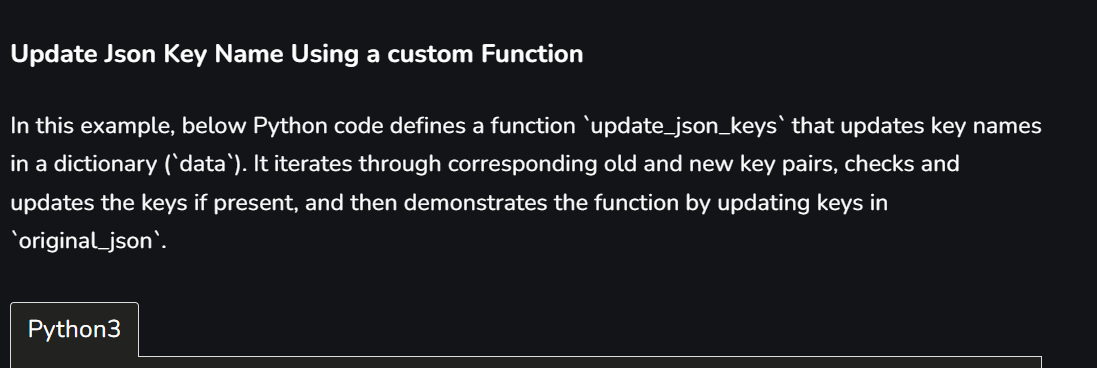 Update Json Key Name Using a custom Function
In this example, below Python code defines a function `update_json_keys` that updates key names
in a dictionary (`data`). It iterates through corresponding old and new key pairs, checks and
updates the keys if present, and then demonstrates the function by updating keys in
`original_json`.
Python3